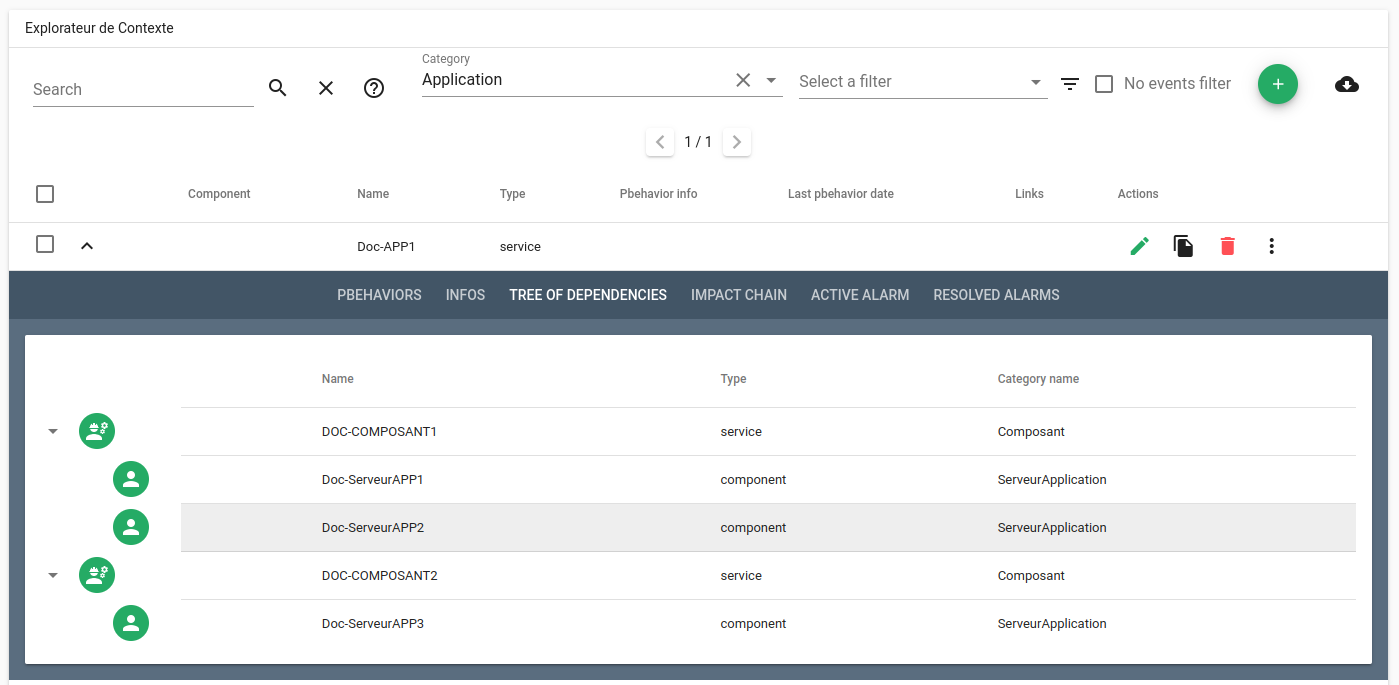 Explorateur de Contexte
Search
Category
Application
Select a filter
No events filter
1 / 1
Component Name Type Pbehavior info Last pbehavior date Links Actions
Doc-APP1 service
PBEHAVIORS INFOS TREE OF DEPENDENCIES IMPACT CHAIN ACTIVE ALARM RESOLVED ALARMS
Name Type Category name
DOC-COMPOSANT1 service Composant
Doc-ServeurAPP1 component ServeurApplication
Doc-ServeurAPP2 component ServeurApplication
DOC-COMPOSANT2 service Composant
Doc-ServeurAPP3 component ServeurApplication